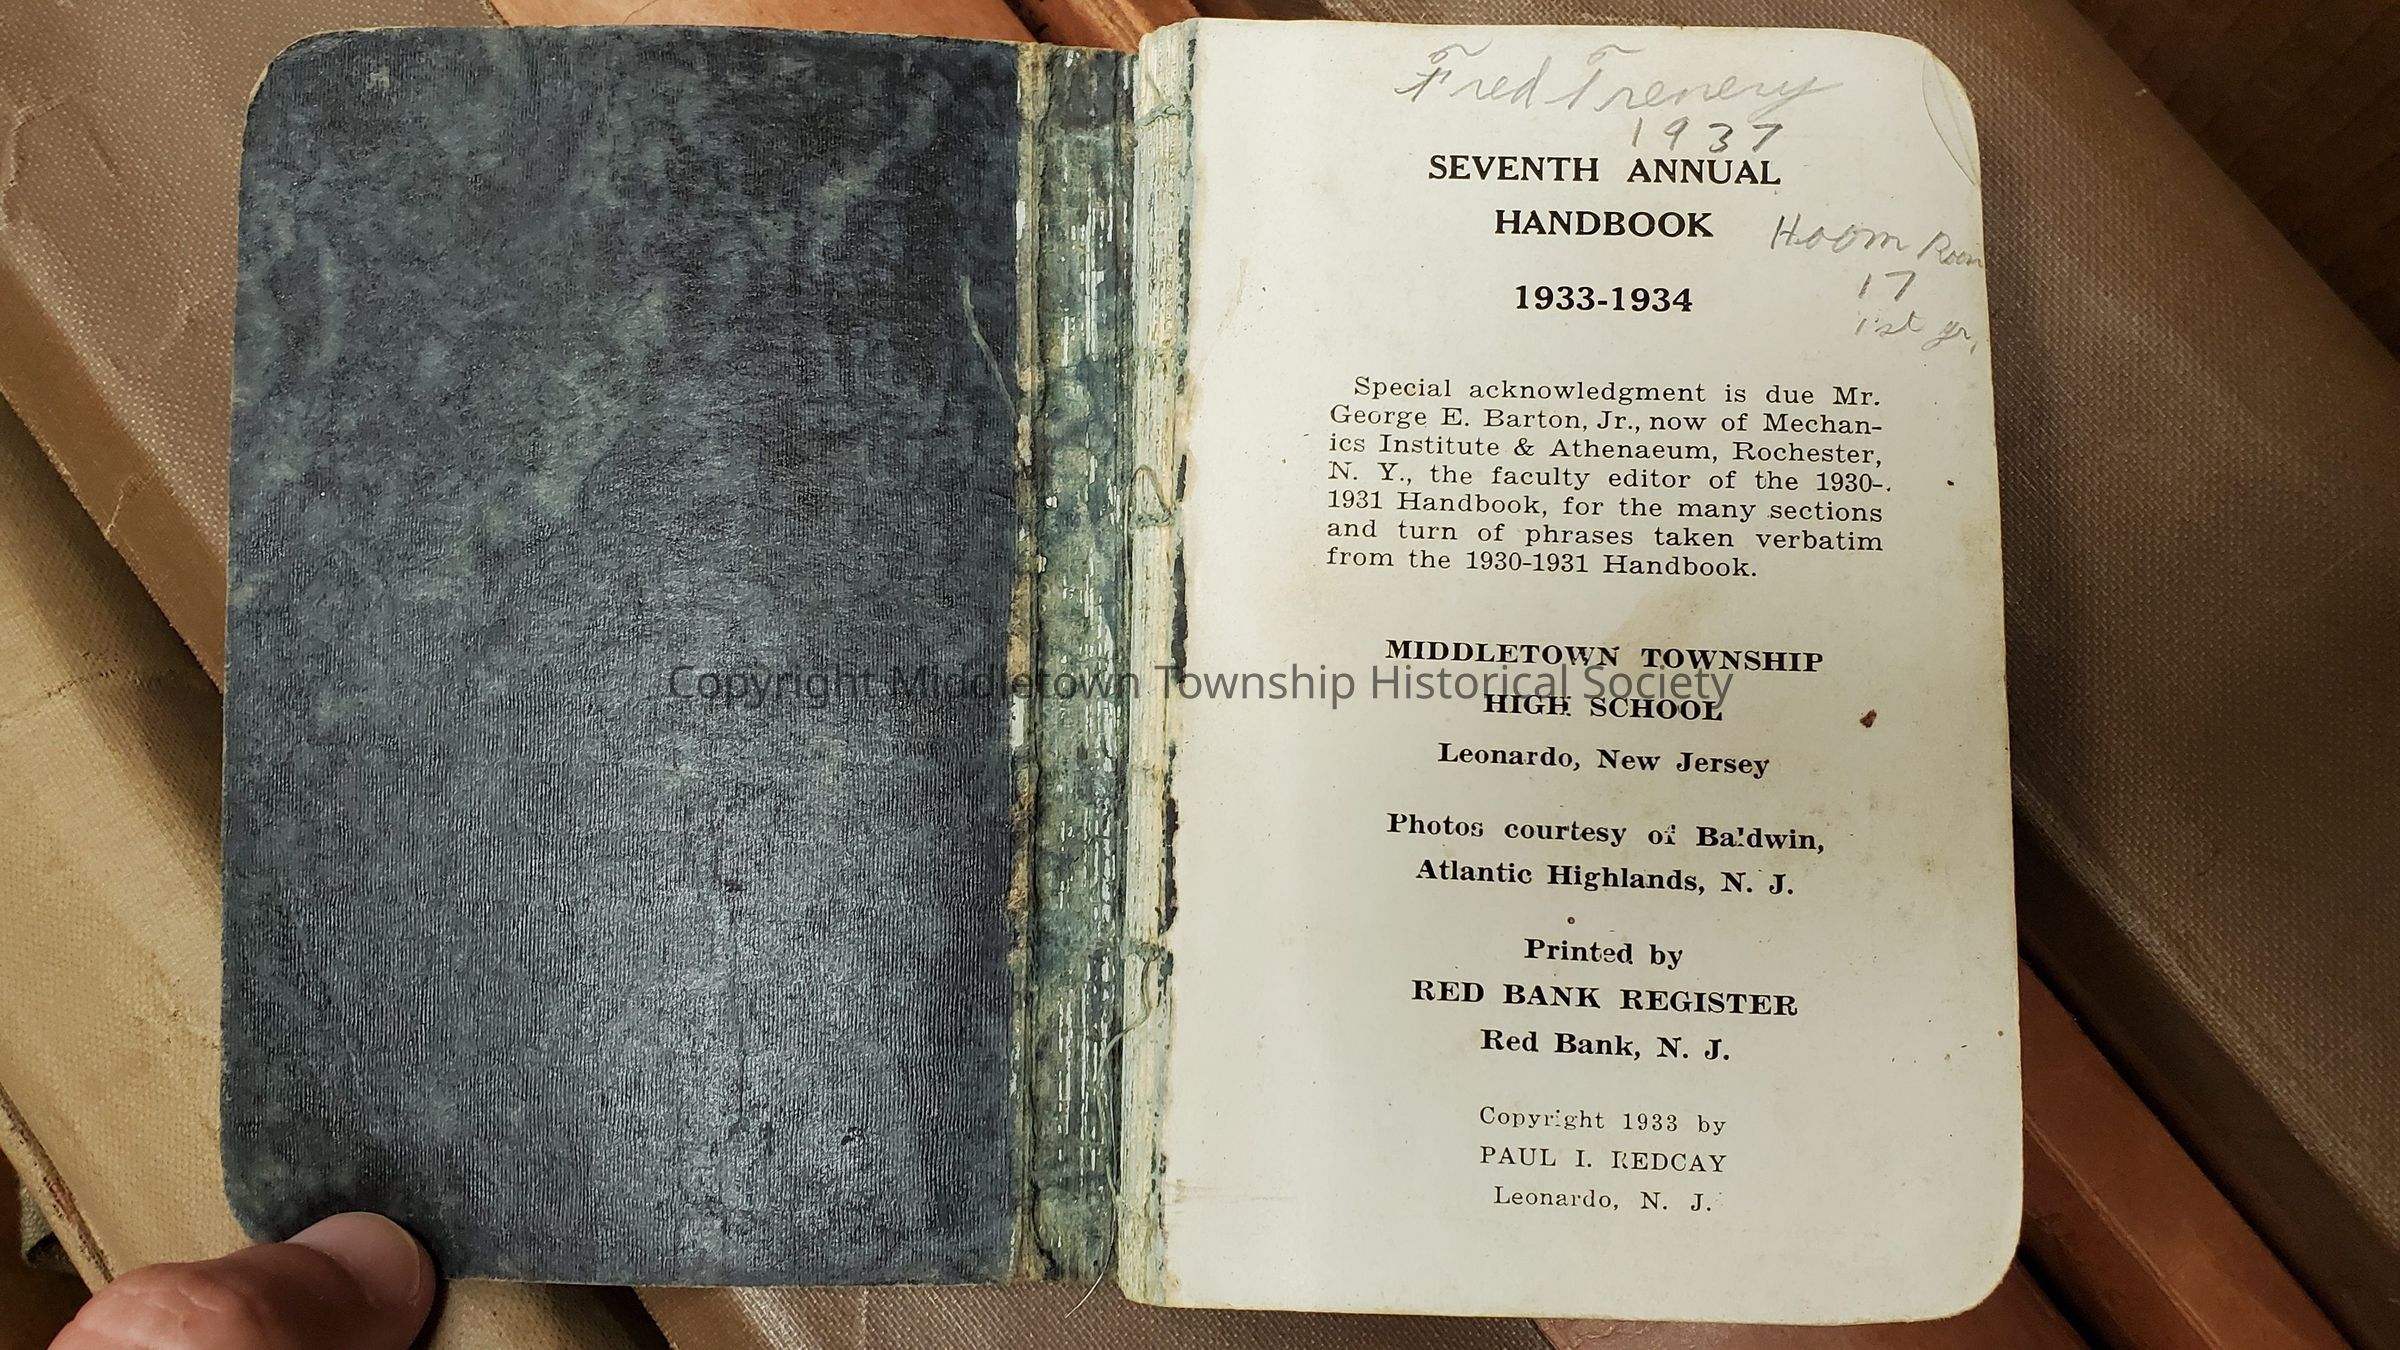 Fred Trenery
1937
SEVENTH ANNUAL
HANDBOOK
Hoom Room
17
1st yr.
1933-1934
Special acknowledgment is due Mr.
George E. Barton, Jr., now of Mechan-
ics Institute & Athenaeum, Rochester,
N. Y., the faculty editor of the 1930-
1931 Handbook, for the many sections
and turn of phrases taken verbatim
from the 1930-1931 Handbook.
MIDDLETOWN TOWNSHIP
Copyright Middletown Township Historical Society
HIGH SCHOOL
Leonardo, New Jersey
Photos courtesy of Baldwin,
Atlantic Highlands, N. J.
Printed by
RED BANK REGISTER
Red Bank, N. J.
Copyright 1933 by
PAUL I. REDCAY
Leonardo, N. J.